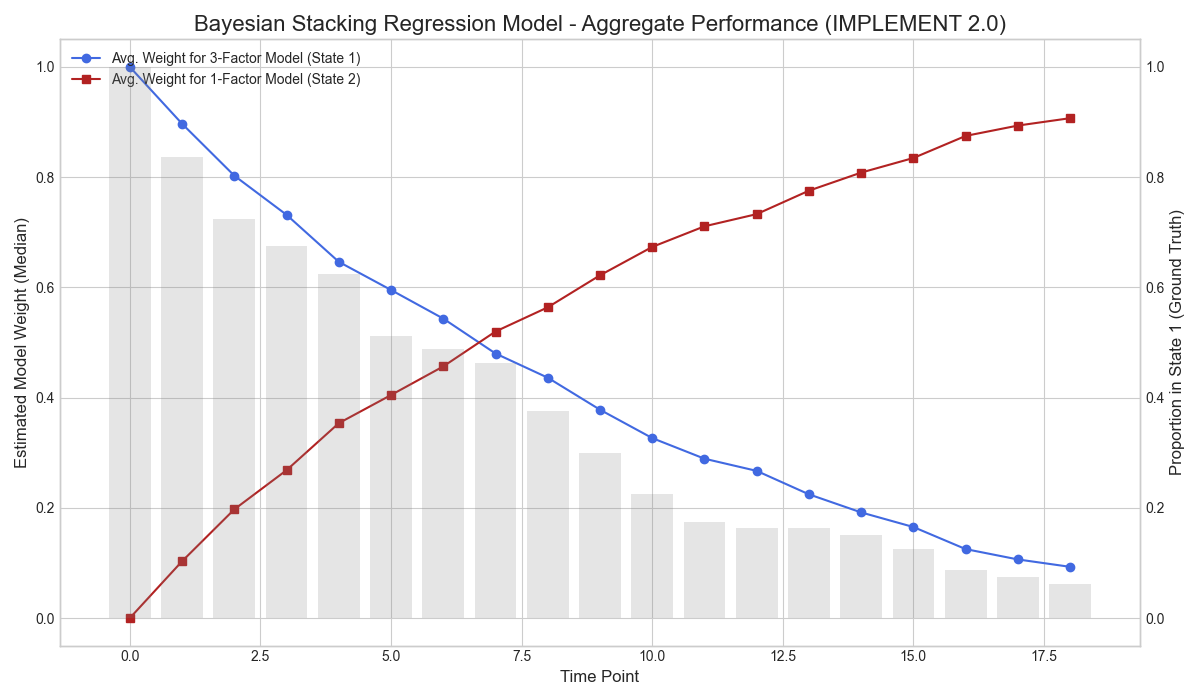 Bayesian Stacking Regression Model - Aggregate Performance (IMPLEMENT 2.0)
Avg. Weight for 3-Factor Model (State 1)
Avg. Weight for 1-Factor Model (State 2)
Estimated Model Weight (Median)
1.0
0.8
0.6
0.4
0.2
0.0
1.0
0.8
0.6
0.4
0.2
0.0
Proportion in State 1 (Ground Truth)
0.0 2.5 5.0 7.5 10.0 12.5 15.0 17.5
Time Point